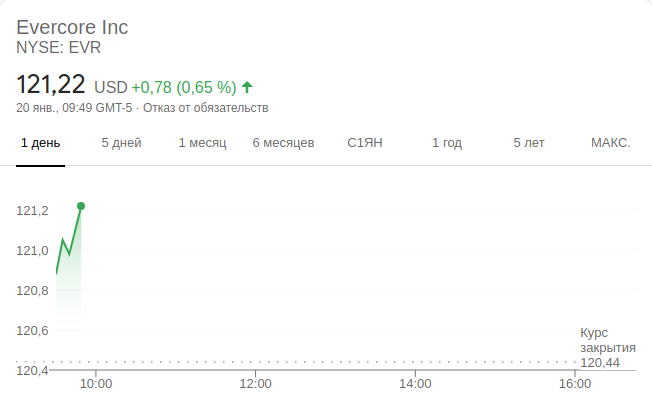 Evercore Inc
NYSE: EVR
121,22 USD +0,78 (0,65 %)
20 янв., 09:49 GMT-5 · Отказ от обязательств
1 день 5 дней 1 месяц 6 месяцев С1ЯН 1 год 5 лет МАКС.
121,2
121,0
120,8
120,6
120,4
Курс
закрытия
120,44
10:00 12:00 14:00 16:00